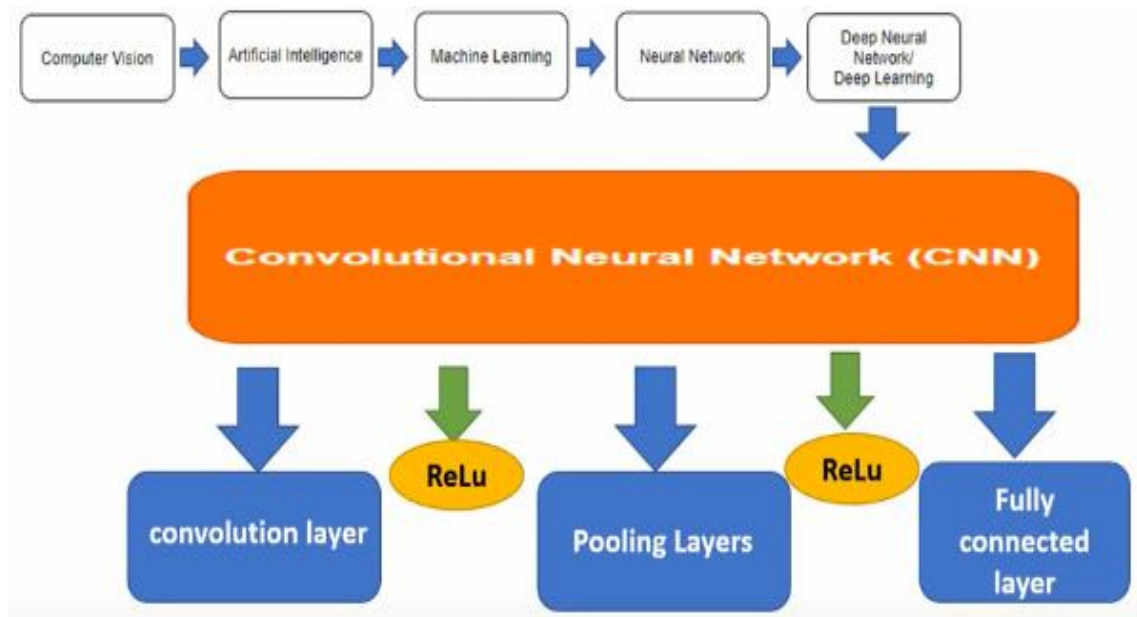 Computer Vision
Artificial Intelligence
Machine Learning
Neural Network
Deep Neural
Network/
Deep Learning
Convolutional Neural Network (CNN)
convolution layer
ReLu
Pooling Layers
ReLu
Fully
connected
layer